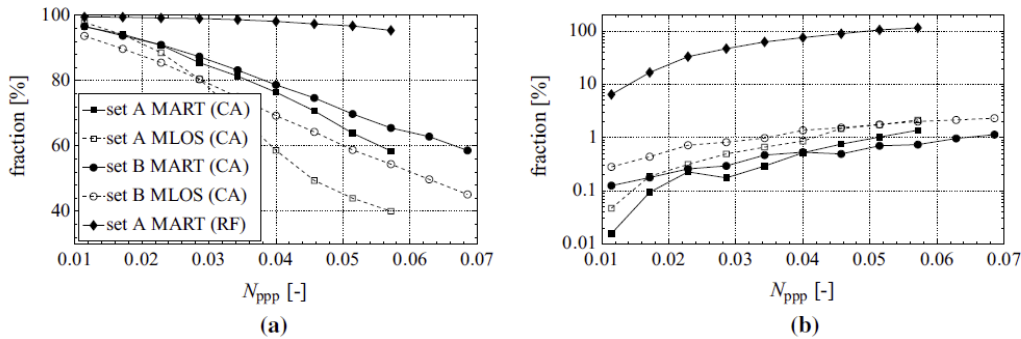 100
80
60
40
fraction [%]
set A MART (CA)
set A MLOS (CA)
set B MART (CA)
set B MLOS (CA)
set A MART (RF)
0.01 0.02 0.03 0.04 0.05 0.06 0.07
N_ppp [-]
(a)
100
10
1
0.1
0.01
fraction [%]
0.01 0.02 0.03 0.04 0.05 0.06 0.07
N_ppp [-]
(b)